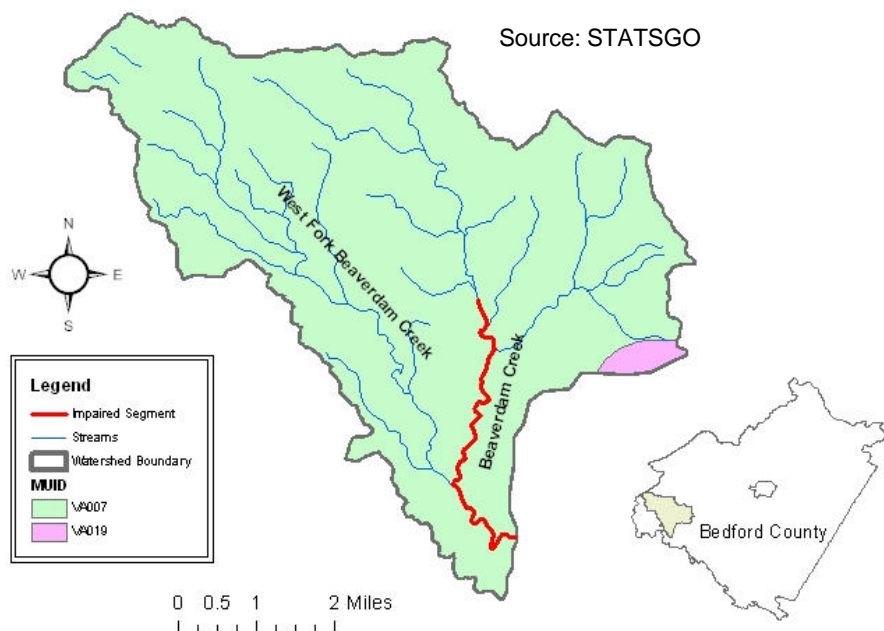 Source: STATSGO
West Fork Beaverdam Creek
Beaverdam Creek
N
W E
S
Legend
Impaired Segment
Streams
Watershed Boundary
MUID
VA007
VA019
Bedford County
0 0.5 1 2 Miles